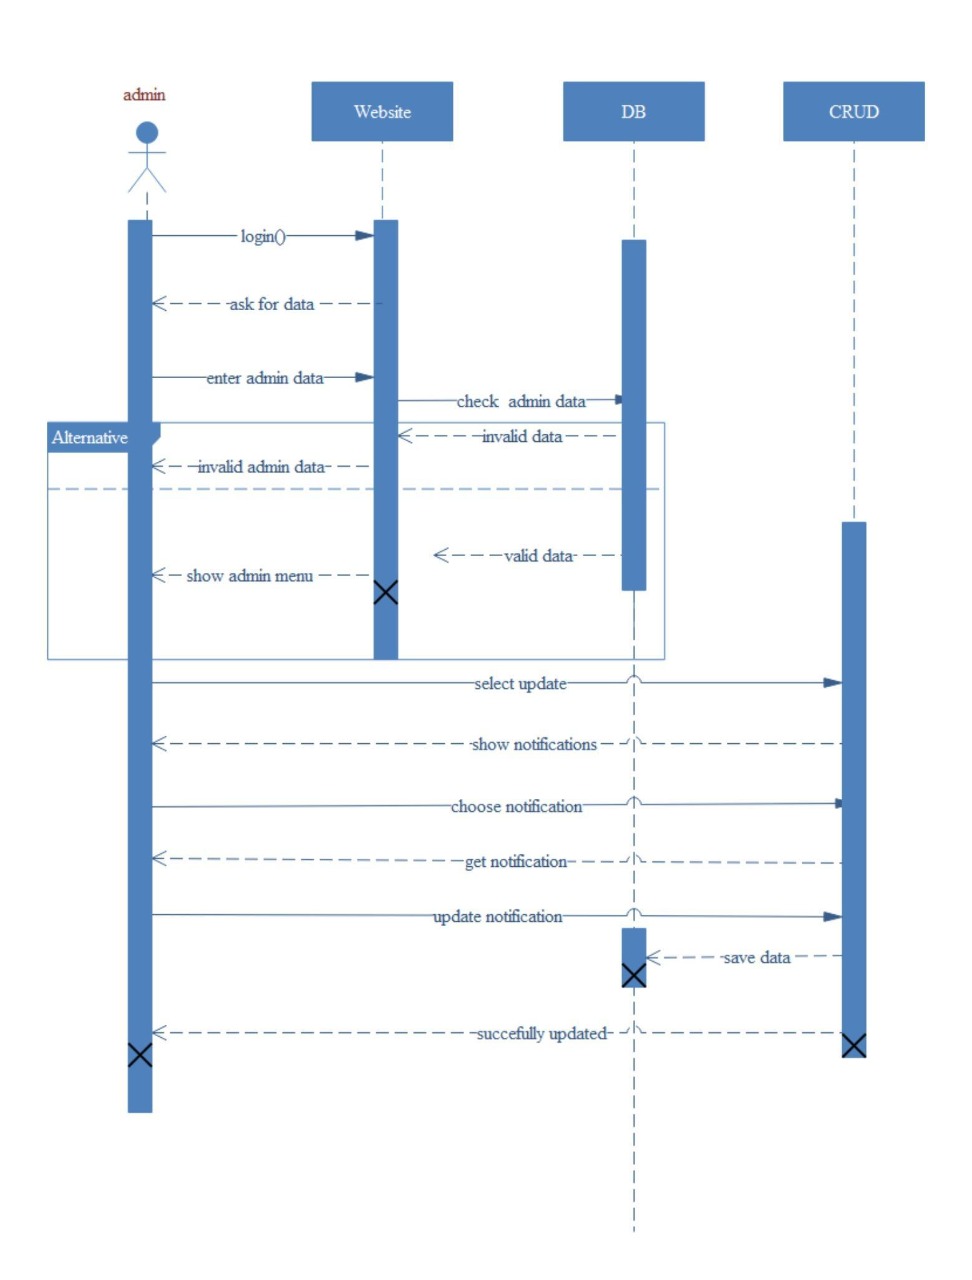 admin
Website
DB
CRUD
login()
ask for data
enter admin data
check admin data
Alternative
invalid data
invalid admin data
valid data
show admin menu
select update
show notifications
choose notification
get notification
update notification
save data
succefully updated